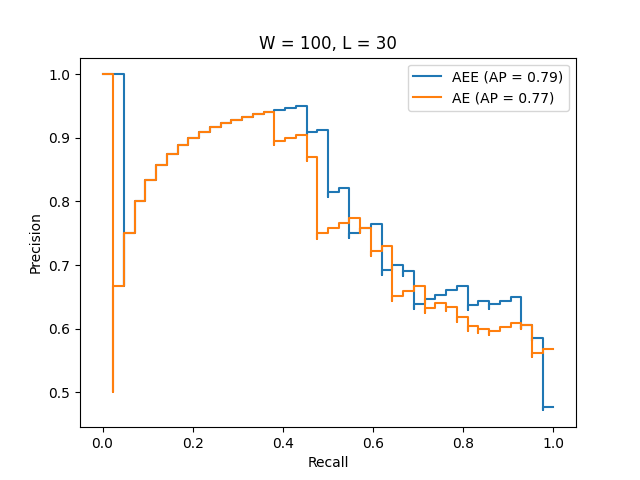 W = 100, L = 30
AEE (AP = 0.79)
AE (AP = 0.77)
Precision
1.0
0.9
0.8
0.7
0.6
0.5
0.0 0.2 0.4 0.6 0.8 1.0
Recall